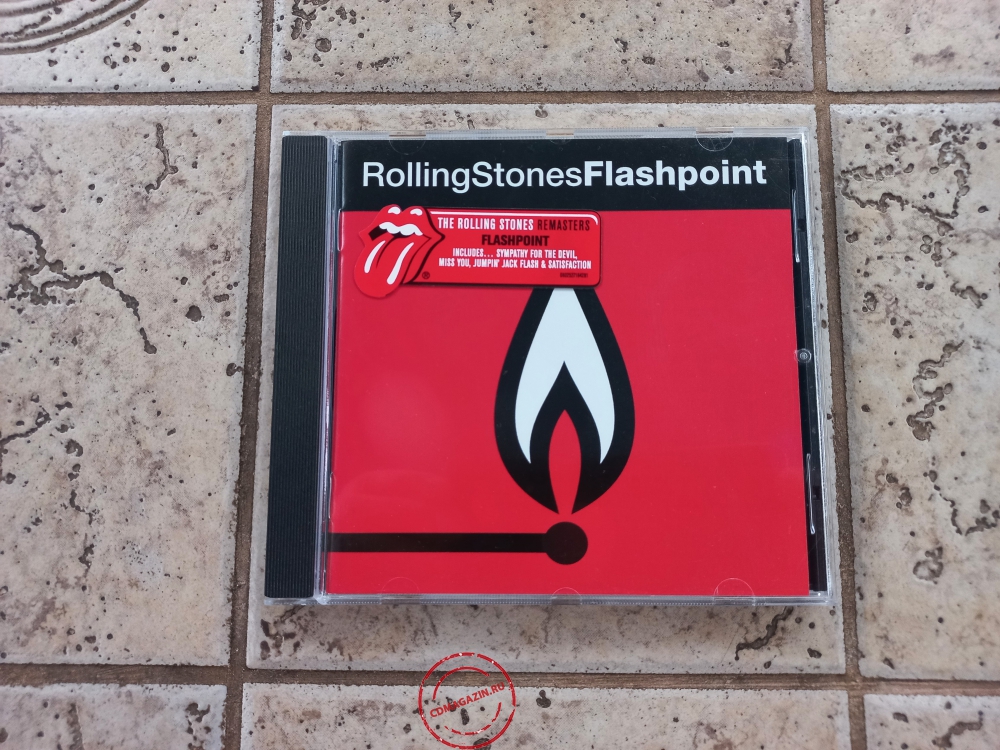 RollingStonesFlashpoint
THE ROLLING STONES REMASTERS
FLASHPOINT
INCLUDES... SYMPATHY FOR THE DEVIL,
MISS YOU, JUMPIN' JACK FLASH & SATISFACTION
®
CDMAGAZIN.RU